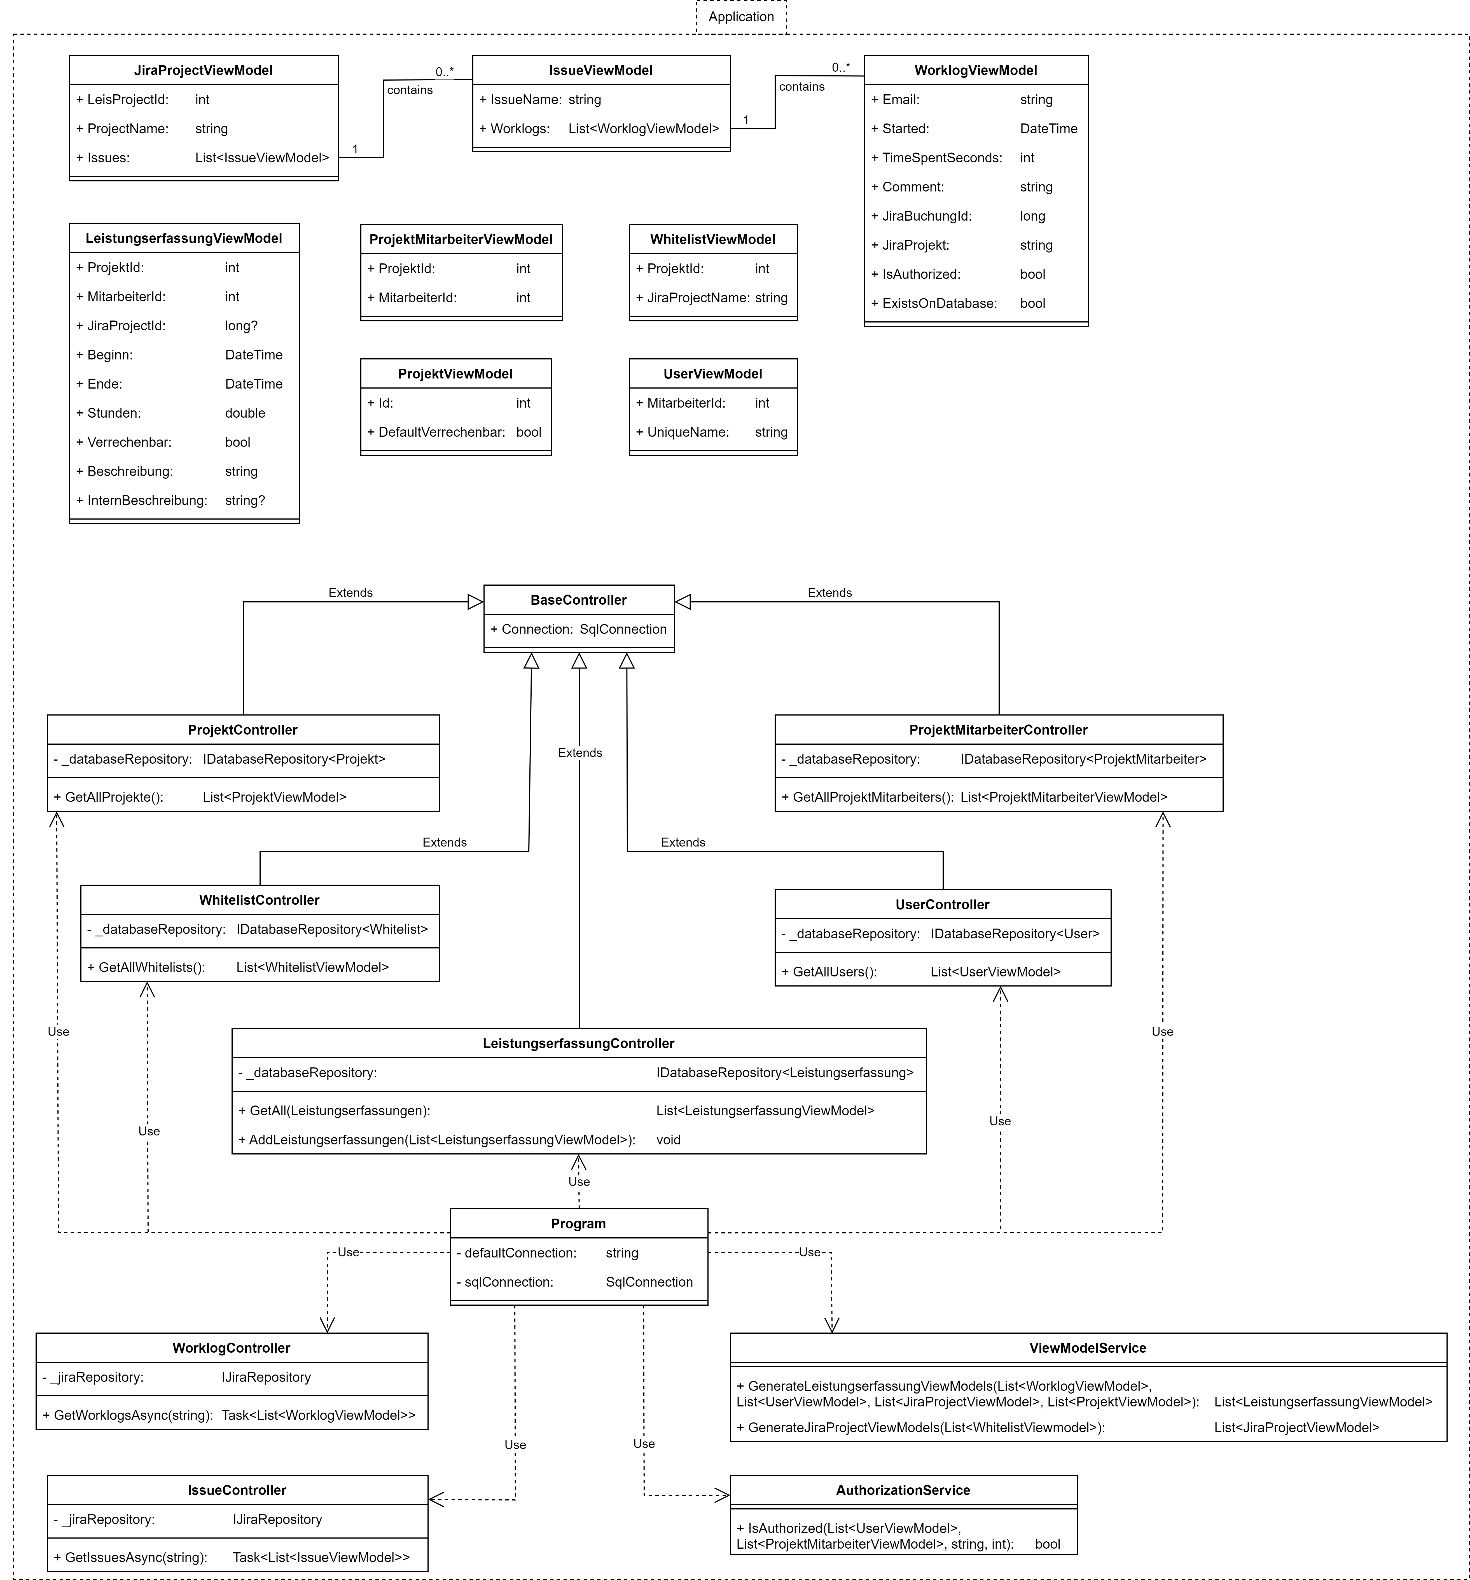 Application
JiraProjectViewModel
+ LeisProjectId: int
+ ProjectName: string
+ Issues: List<IssueViewModel>
1
contains
0..*
IssueViewModel
+ IssueName: string
+ Worklogs: List<WorklogViewModel>
1
contains
0..*
WorklogViewModel
+ Email: string
+ Started: DateTime
+ TimeSpentSeconds: int
+ Comment: string
+ JiraBuchungId: long
+ JiraProjekt: string
+ IsAuthorized: bool
+ ExistsOnDatabase: bool
LeistungserfassungViewModel
+ ProjektId: int
+ MitarbeiterId: int
+ JiraProjectId: long?
+ Beginn: DateTime
+ Ende: DateTime
+ Stunden: double
+ Verrechenbar: bool
+ Beschreibung: string
+ InternBeschreibung: string?
ProjektMitarbeiterViewModel
+ ProjektId: int
+ MitarbeiterId: int
WhitelistViewModel
+ ProjektId: int
+ JiraProjectName: string
ProjektViewModel
+ Id: int
+ DefaultVerrechenbar: bool
UserViewModel
+ MitarbeiterId: int
+ UniqueName: string
Extends
BaseController
+ Connection: SqlConnection
Extends
ProjektController
- _databaseRepository: IDatabaseRepository<Projekt>
+ GetAllProjekte(): List<ProjektViewModel>
Extends
ProjektMitarbeiterController
- _databaseRepository: IDatabaseRepository<ProjektMitarbeiter>
+ GetAllProjektMitarbeiters(): List<ProjektMitarbeiterViewModel>
Extends
Extends
WhitelistController
- _databaseRepository: IDatabaseRepository<Whitelist>
+ GetAllWhitelists(): List<WhitelistViewModel>
UserController
- _databaseRepository: IDatabaseRepository<User>
+ GetAllUsers(): List<UserViewModel>
Use
Use
LeistungserfassungController
- _databaseRepository: IDatabaseRepository<Leistungserfassung>
+ GetAll(Leistungserfassungen): List<LeistungserfassungViewModel>
+ AddLeistungserfassungen(List<LeistungserfassungViewModel>): void
Use
Use
Use
Program
- defaultConnection: string
- sqlConnection: SqlConnection
Use
Use
WorklogController
- _jiraRepository: IJiraRepository
+ GetWorklogsAsync(string): Task<List<WorklogViewModel>>
ViewModelService
+ GenerateLeistungserfassungViewModels(List<WorklogViewModel>,
List<UserViewModel>, List<JiraProjectViewModel>, List<ProjektViewModel>): List<LeistungserfassungViewModel>
+ GenerateJiraProjectViewModels(List<WhitelistViewmodel>): List<JiraProjectViewModel>
Use
Use
IssueController
- _jiraRepository: IJiraRepository
+ GetIssuesAsync(string): Task<List<IssueViewModel>>
AuthorizationService
+ IsAuthorized(List<UserViewModel>,
List<ProjektMitarbeiterViewModel>, string, int): bool